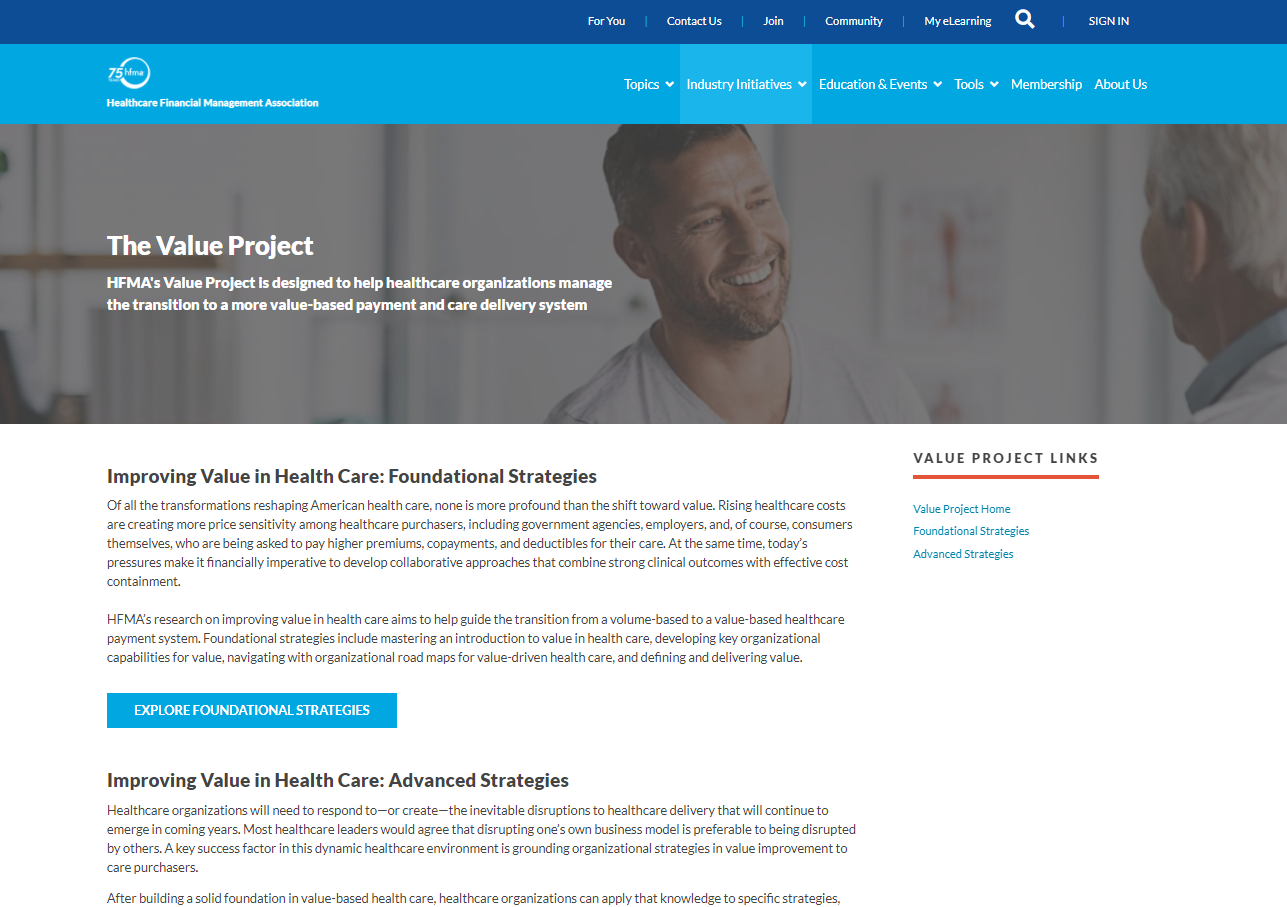 For You | Contact Us | Join | Community | My eLearning | SIGN IN
75 hfma
Healthcare Financial Management Association
Topics Industry Initiatives Education & Events Tools Membership About Us
The Value Project
HFMA's Value Project is designed to help healthcare organizations manage
the transition to a more value-based payment and care delivery system
Improving Value in Health Care: Foundational Strategies
Of all the transformations reshaping American health care, none is more profound than the shift toward value. Rising healthcare costs
are creating more price sensitivity among healthcare purchasers, including government agencies, employers, and, of course, consumers
themselves, who are being asked to pay higher premiums, copayments, and deductibles for their care. At the same time, today's
pressures make it financially imperative to develop collaborative approaches that combine strong clinical outcomes with effective cost
containment.
HFMA's research on improving value in health care aims to help guide the transition from a volume-based to a value-based healthcare
payment system. Foundational strategies include mastering an introduction to value in health care, developing key organizational
capabilities for value, navigating with organizational road maps for value-driven health care, and defining and delivering value.
EXPLORE FOUNDATIONAL STRATEGIES
Improving Value in Health Care: Advanced Strategies
Healthcare organizations will need to respond to—or create—the inevitable disruptions to healthcare delivery that will continue to
emerge in coming years. Most healthcare leaders would agree that disrupting one's own business model is preferable to being disrupted
by others. A key success factor in this dynamic healthcare environment is grounding organizational strategies in value improvement to
care purchasers.
After building a solid foundation in value-based health care, healthcare organizations can apply that knowledge to specific strategies,
VALUE PROJECT LINKS
Value Project Home
Foundational Strategies
Advanced Strategies